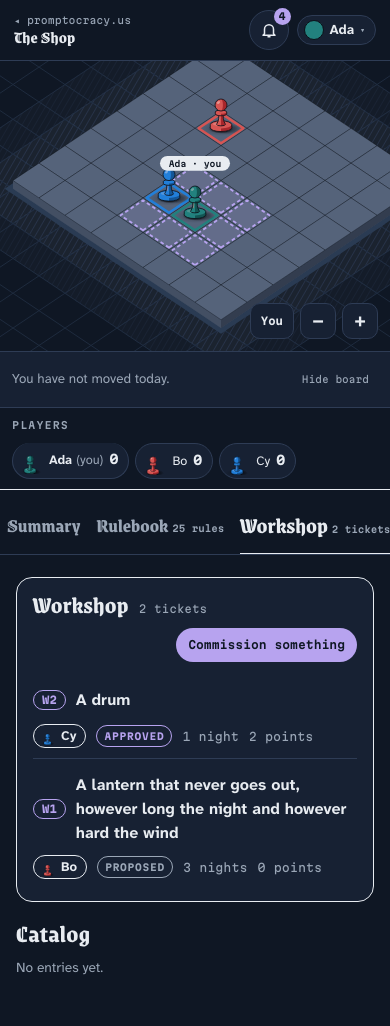 ◂ promptocracy.us
The Shop
4
Ada ▾
Ada · you
You
−
+
You have not moved today.
Hide board
PLAYERS
Ada (you) 0
Bo 0
Cy 0
Summary
Rulebook 25 rules
Workshop 2 tickets
Workshop 2 tickets
Commission something
W2 A drum
Cy APPROVED 1 night 2 points
A lantern that never goes out,
W1 however long the night and however
hard the wind
Bo PROPOSED 3 nights 0 points
Catalog
No entries yet.